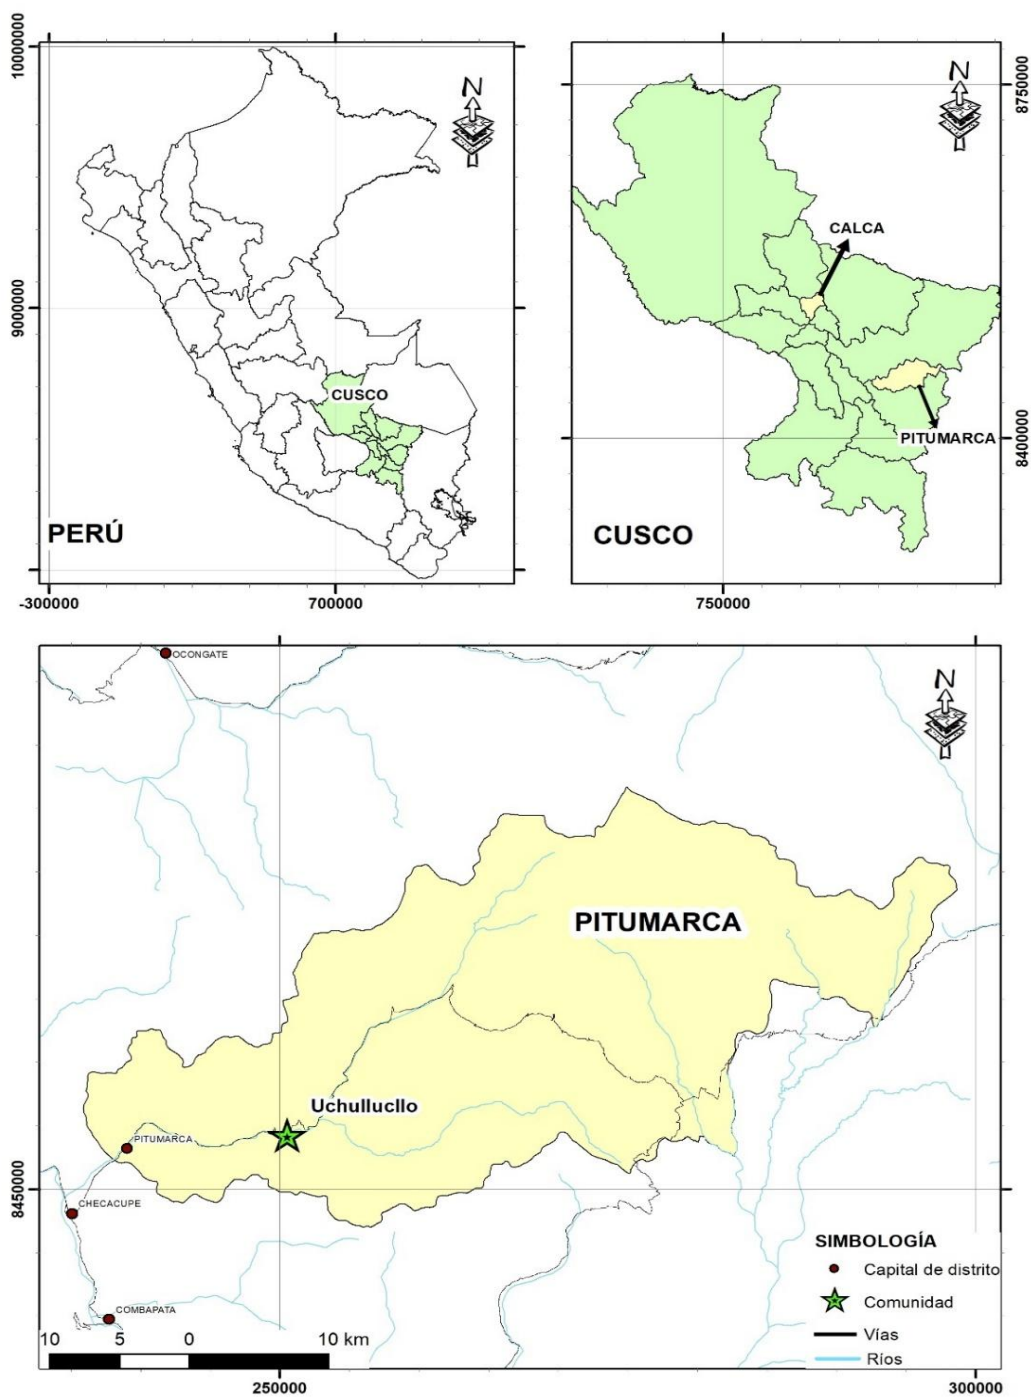 10000000
9000000
-300000
700000
N
CUSCO
PERÚ
8750000
8400000
750000
N
CALCA
PITUMARCA
CUSCO
OCONGATE
N
PITUMARCA
Uchullucllo
PITUMARCA
CHECACUPE
COMBAPATA
8450000
SIMBOLOGÍA
Capital de distrito
Comunidad
Vías
Ríos
10 5 0 10 km
250000
300000